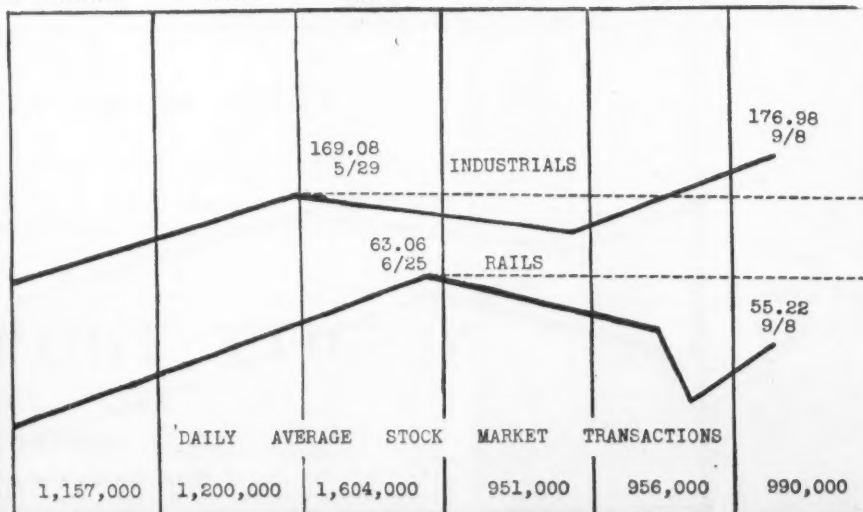 176.98
9/8
169.08
5/29
INDUSTRIALS
63.06
6/25
RAILS
55.22
9/8
DAILY AVERAGE STOCK MARKET TRANSACTIONS
1,157,000 1,200,000 1,604,000 951,000 956,000 990,000